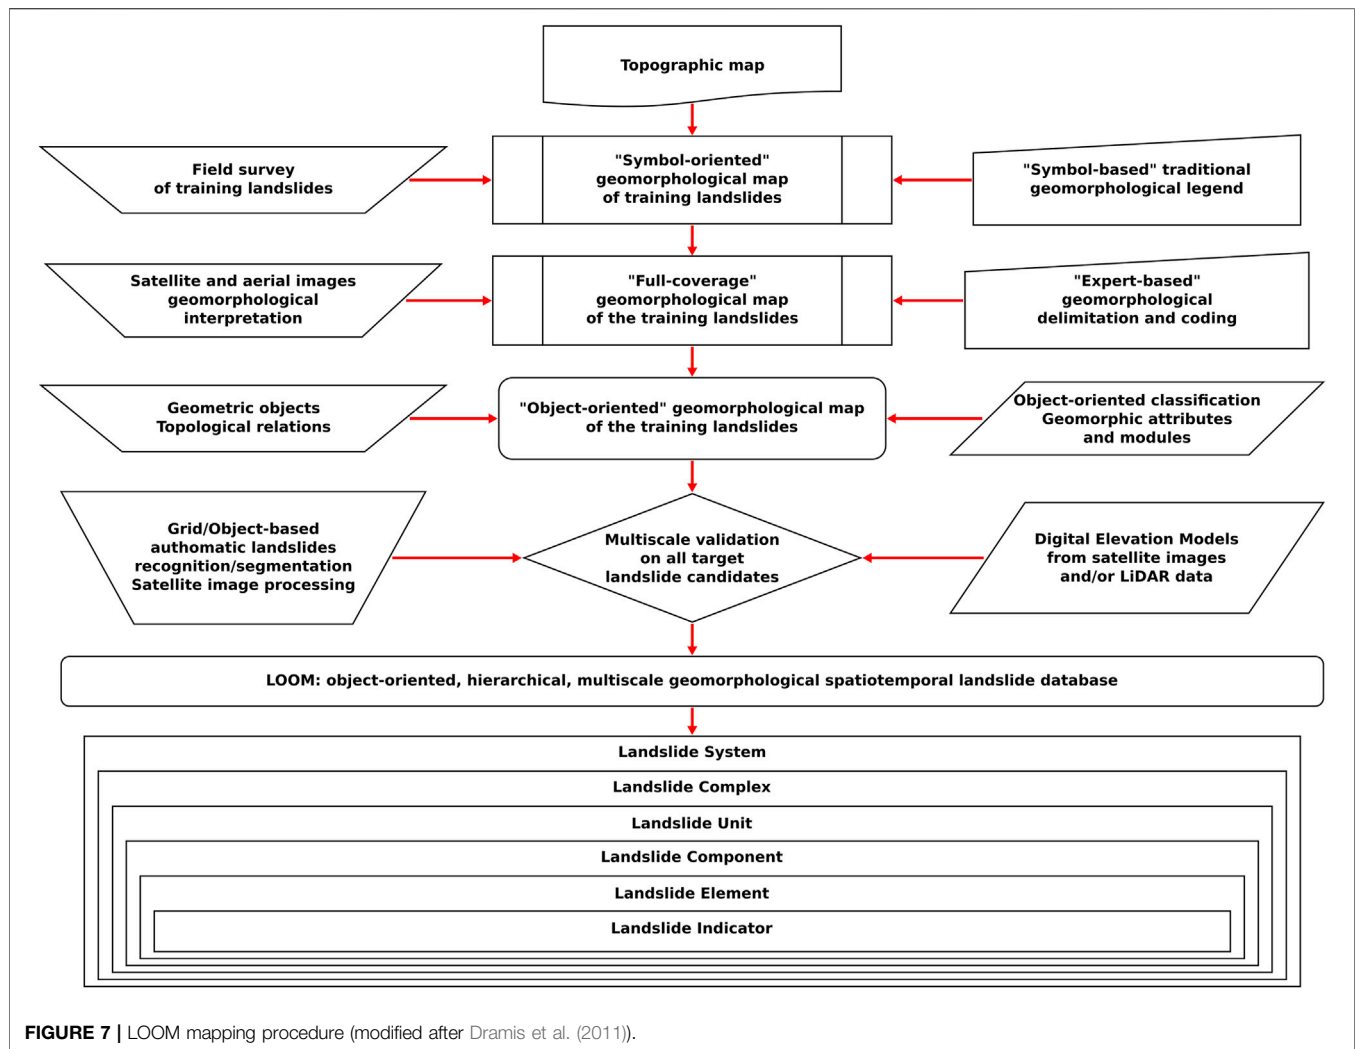 Topographic map
Field survey
of training landslides
"Symbol-oriented"
geomorphological map
of training landslides
"Symbol-based" traditional
geomorphological legend
Satellite and aerial images
geomorphological
interpretation
"Full-coverage"
geomorphological map
of the training landslides
"Expert-based"
geomorphological
delimitation and coding
Geometric objects
Topological relations
"Object-oriented" geomorphological map
of the training landslides
Object-oriented classification
Geomorphic attributes
and modules
Grid/Object-based
authomatic landslides
recognition/segmentation
Satellite image processing
Multiscale validation
on all target
landslide candidates
Digital Elevation Models
from satellite images
and/or LiDAR data
LOOM: object-oriented, hierarchical, multiscale geomorphological spatiotemporal landslide database
Landslide System
Landslide Complex
Landslide Unit
Landslide Component
Landslide Element
Landslide Indicator
FIGURE 7 | LOOM mapping procedure (modified after Dramis et al. (2011)).